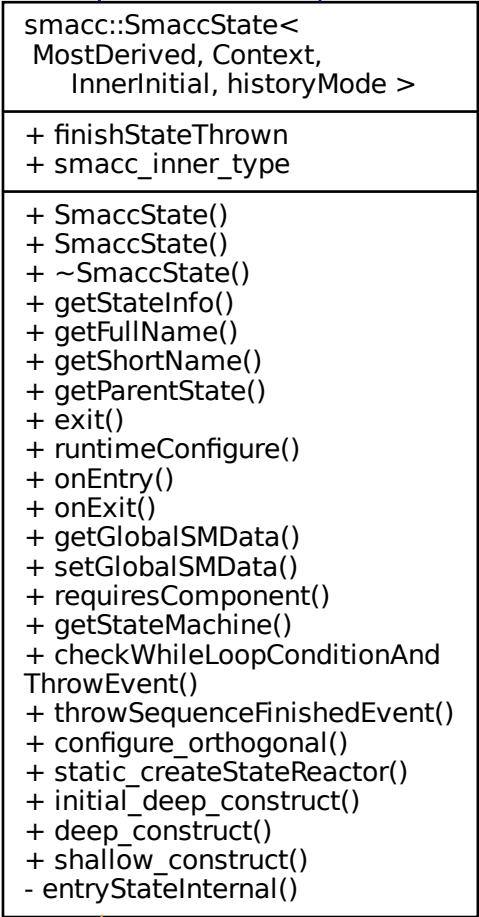 smacc::SmaccState<
MostDerived, Context,
InnerInitial, historyMode >
+ finishStateThrown
+ smacc_inner_type
+ SmaccState()
+ SmaccState()
+ ~SmaccState()
+ getStateInfo()
+ getFullName()
+ getShortName()
+ getParentState()
+ exit()
+ runtimeConfigure()
+ onEntry()
+ onExit()
+ getGlobalSMData()
+ setGlobalSMData()
+ requiresComponent()
+ getStateMachine()
+ checkWhileLoopConditionAnd
ThrowEvent()
+ throwSequenceFinishedEvent()
+ configure_orthogonal()
+ static_createStateReactor()
+ initial_deep_construct()
+ deep_construct()
+ shallow_construct()
- entryStateInternal()